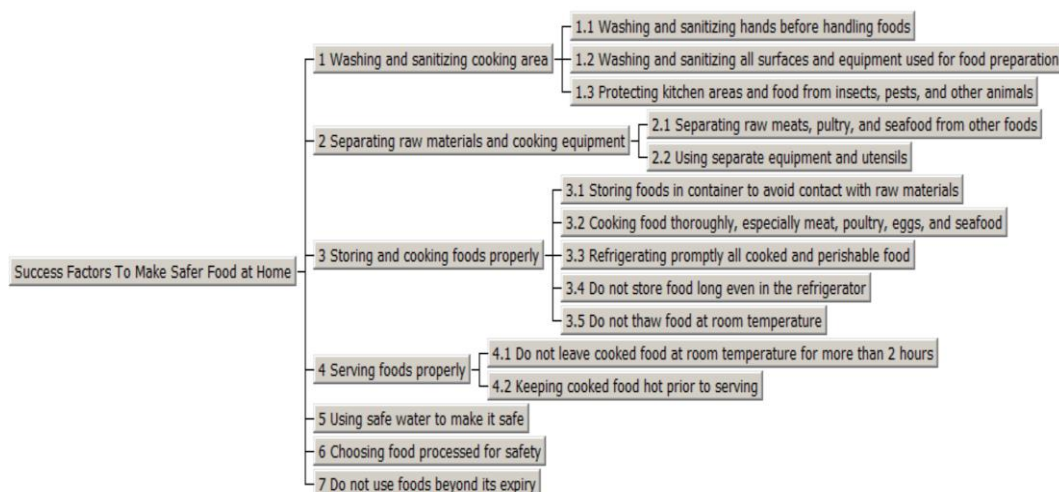 Success Factors To Make Safer Food at Home
1 Washing and sanitizing cooking area
1.1 Washing and sanitizing hands before handling foods
1.2 Washing and sanitizing all surfaces and equipment used for food preparation
1.3 Protecting kitchen areas and food from insects, pests, and other animals
2 Separating raw materials and cooking equipment
2.1 Separating raw meats, pultry, and seafood from other foods
2.2 Using separate equipment and utensils
3 Storing and cooking foods properly
3.1 Storing foods in container to avoid contact with raw materials
3.2 Cooking food thoroughly, especially meat, poultry, eggs, and seafood
3.3 Refrigerating promptly all cooked and perishable food
3.4 Do not store food long even in the refrigerator
3.5 Do not thaw food at room temperature
4 Serving foods properly
4.1 Do not leave cooked food at room temperature for more than 2 hours
4.2 Keeping cooked food hot prior to serving
5 Using safe water to make it safe
6 Choosing food processed for safety
7 Do not use foods beyond its expiry